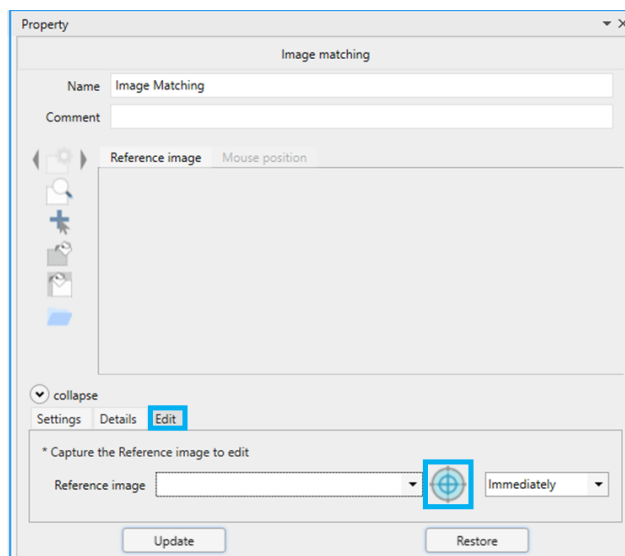 Property
Image matching
Name Image Matching
Comment
Reference image Mouse position
collapse
Settings Details Edit
* Capture the Reference image to edit
Reference image Immediately
Update Restore